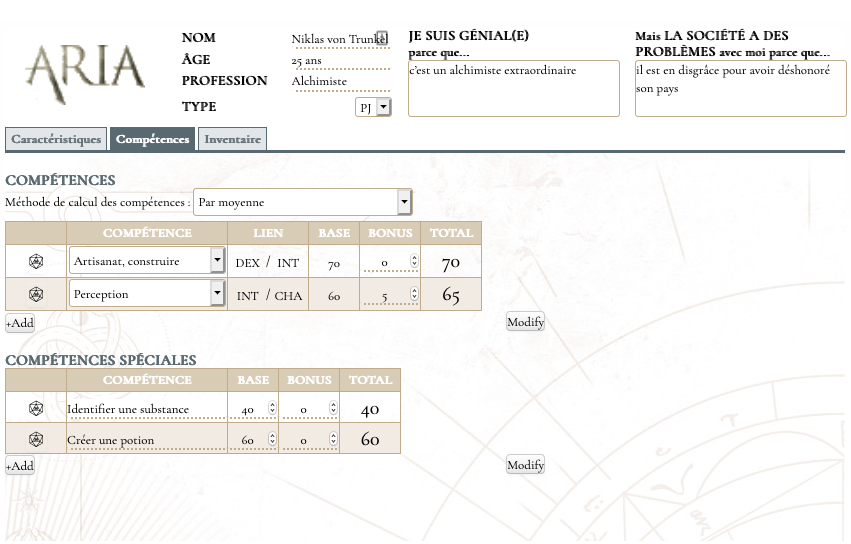 ARIA
NOM Niklas von Trunkel
ÂGE 25 ans
PROFESSION Alchimiste
TYPE PJ
JE SUIS GÉNIAL(E)
parce que...
c'est un alchimiste extraordinaire
Mais LA SOCIÉTÉ A DES
PROBLÈMES avec moi parce que...
il est en disgrâce pour avoir déshonoré
son pays
Caractéristiques Compétences Inventaire
COMPÉTENCES
Méthode de calcul des compétences : Par moyenne
COMPÉTENCE LIEN BASE BONUS TOTAL
Artisanat, construire DEX / INT 70 0 70
Perception INT / CHA 60 5 65
+Add Modify
COMPÉTENCES SPÉCIALES
COMPÉTENCE BASE BONUS TOTAL
Identifier une substance 40 0 40
Créer une potion 60 0 60
+Add Modify